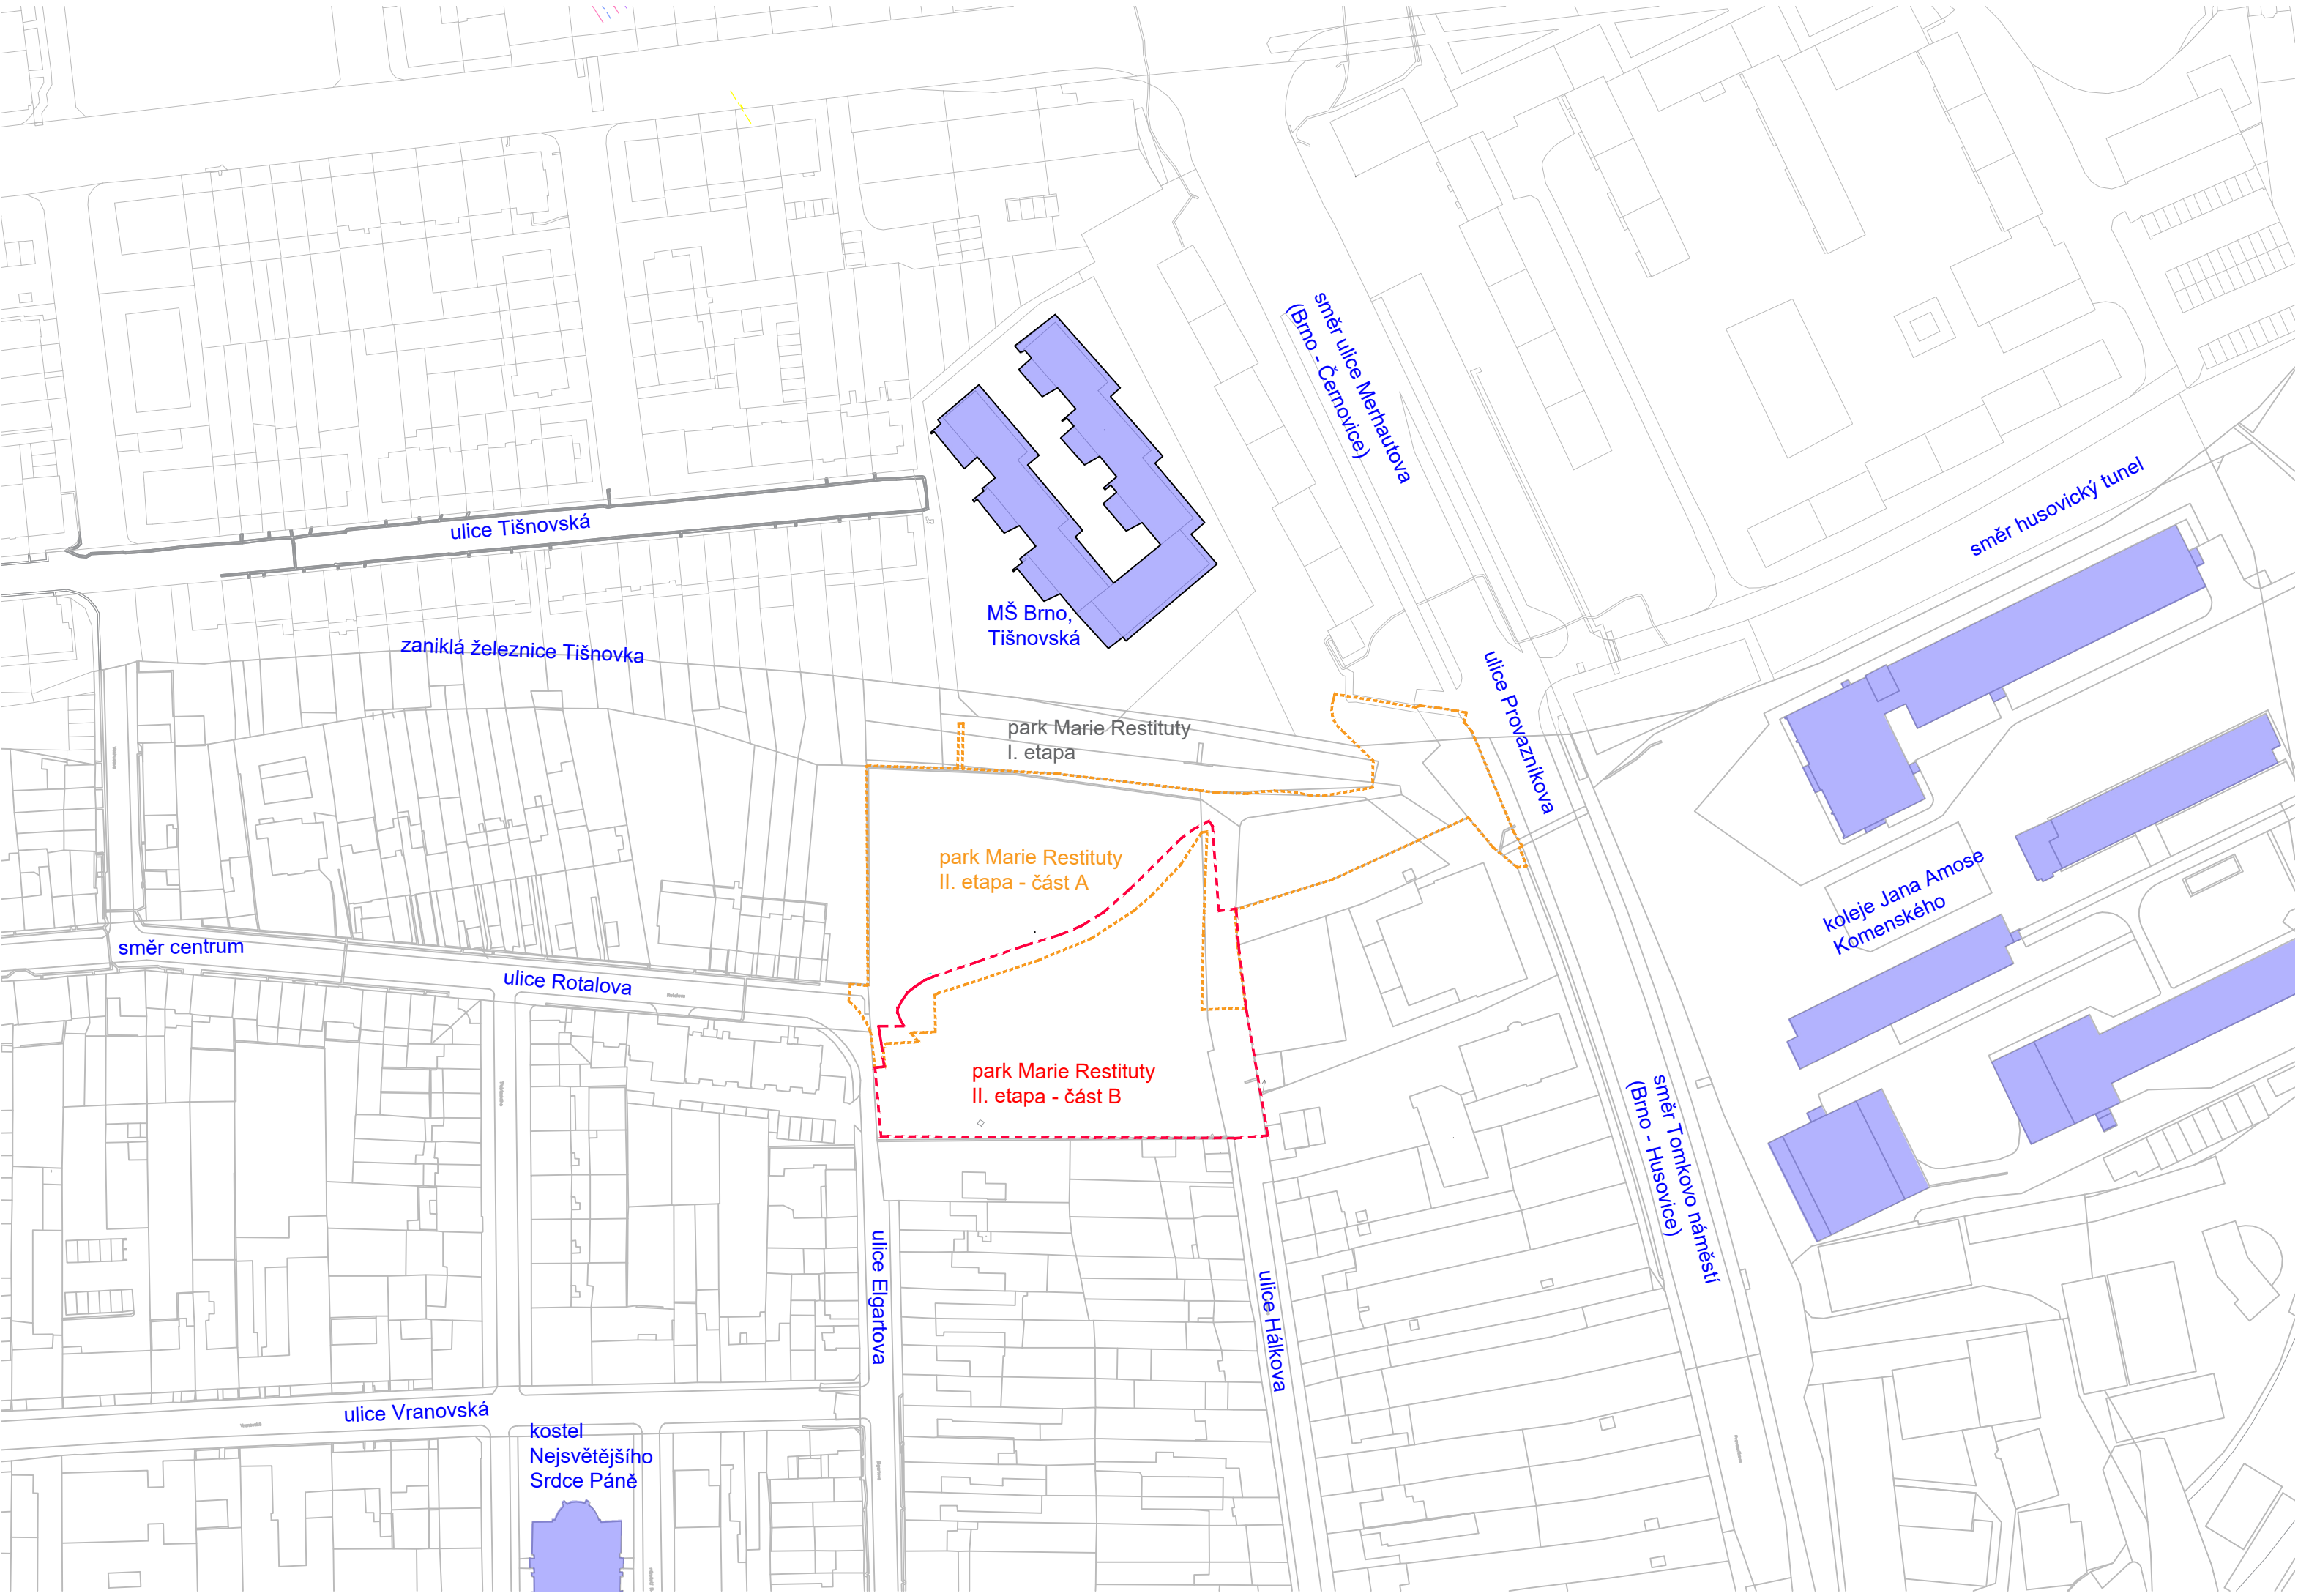 směr ulice Merhautova
(Brno - Černovice)
směr husovický tunel
ulice Tišnovská
MŠ Brno,
Tišnovská
zaniklá železnice Tišnovka
ulice Provazníkova
park Marie Restituty
I. etapa
park Marie Restituty
II. etapa - část A
koleje Jana Amose
Komenského
směr centrum
ulice Rotalova
park Marie Restituty
II. etapa - část B
směr Tomkovo náměstí
(Brno - Husovice)
ulice Elgartova
ulice Hálkova
ulice Vranovská
kostel
Nejsvětějšího
Srdce Páně